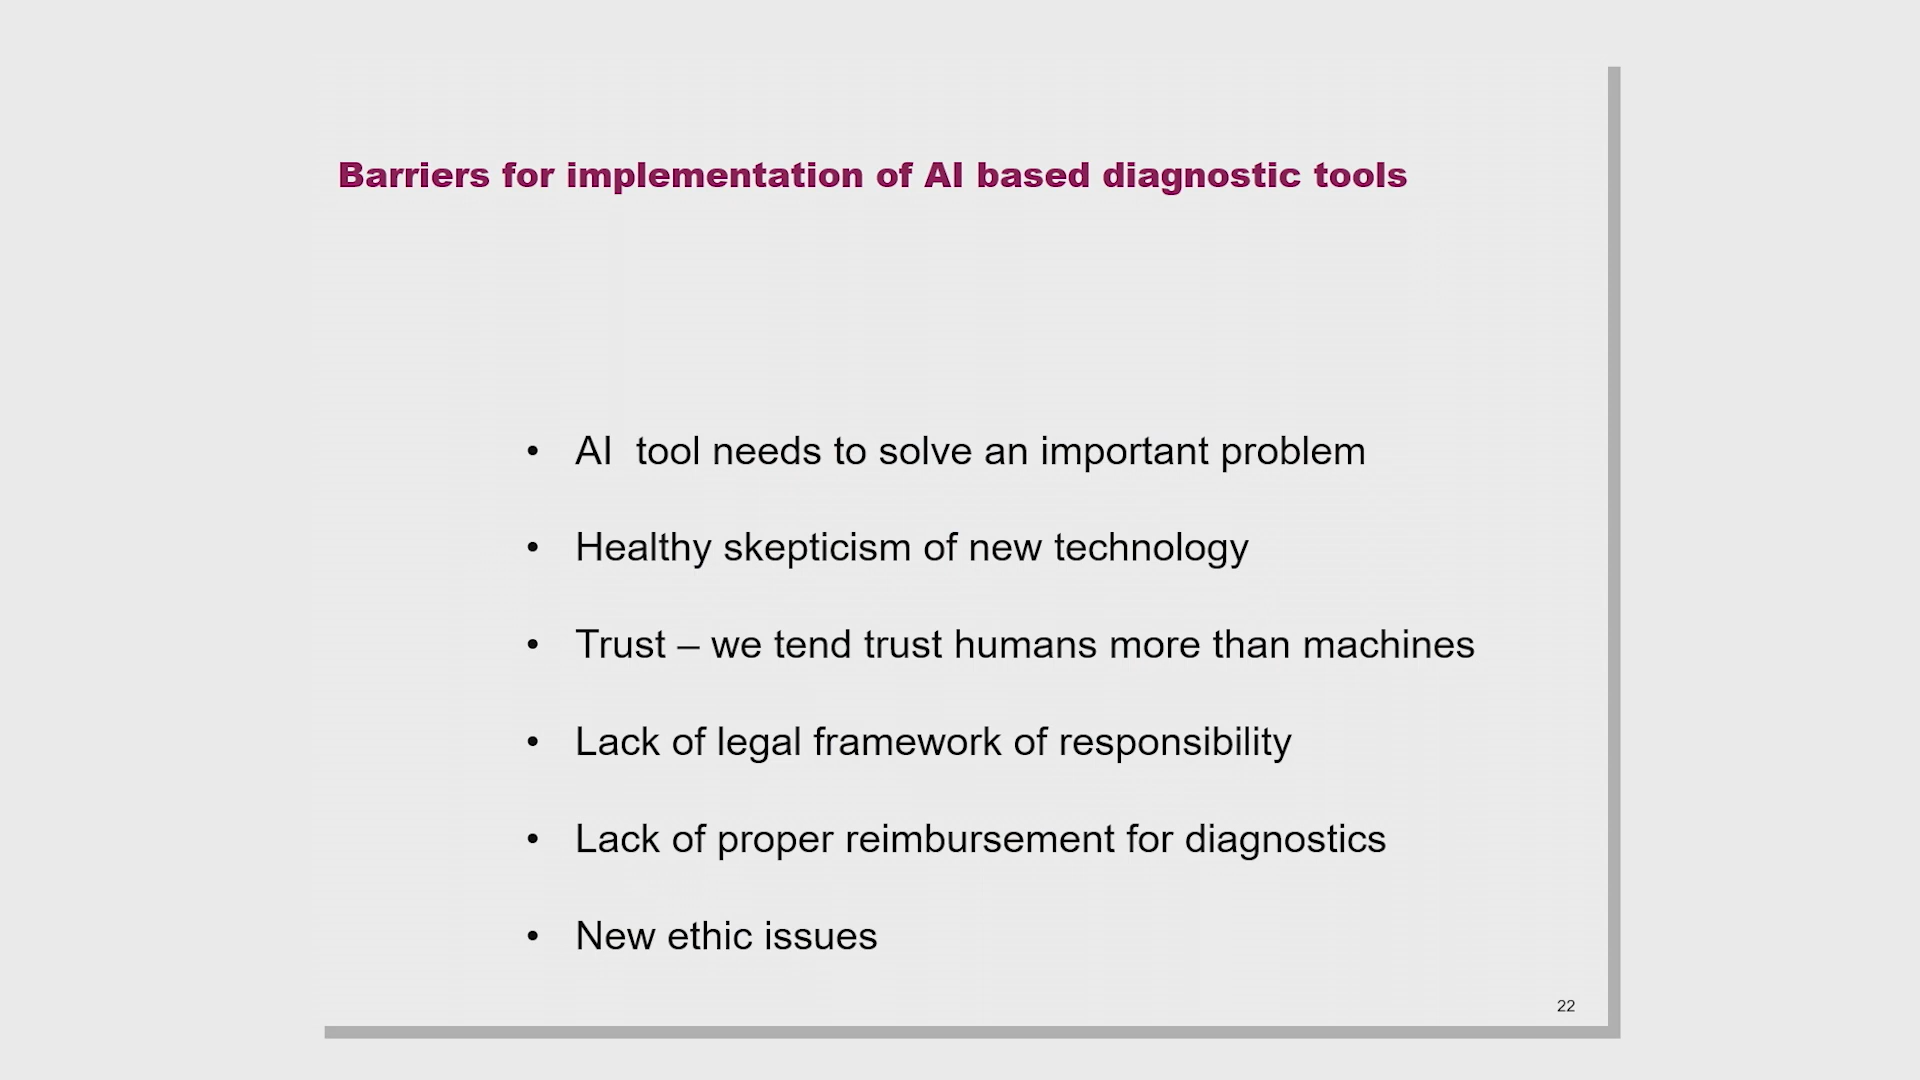 Barriers for implementation of AI based diagnostic tools
• AI  tool needs to solve an important problem
• Healthy skepticism of new technology
• Trust – we tend trust humans more than machines
• Lack of legal framework of responsibility
• Lack of proper reimbursement for diagnostics
• New ethic issues
22